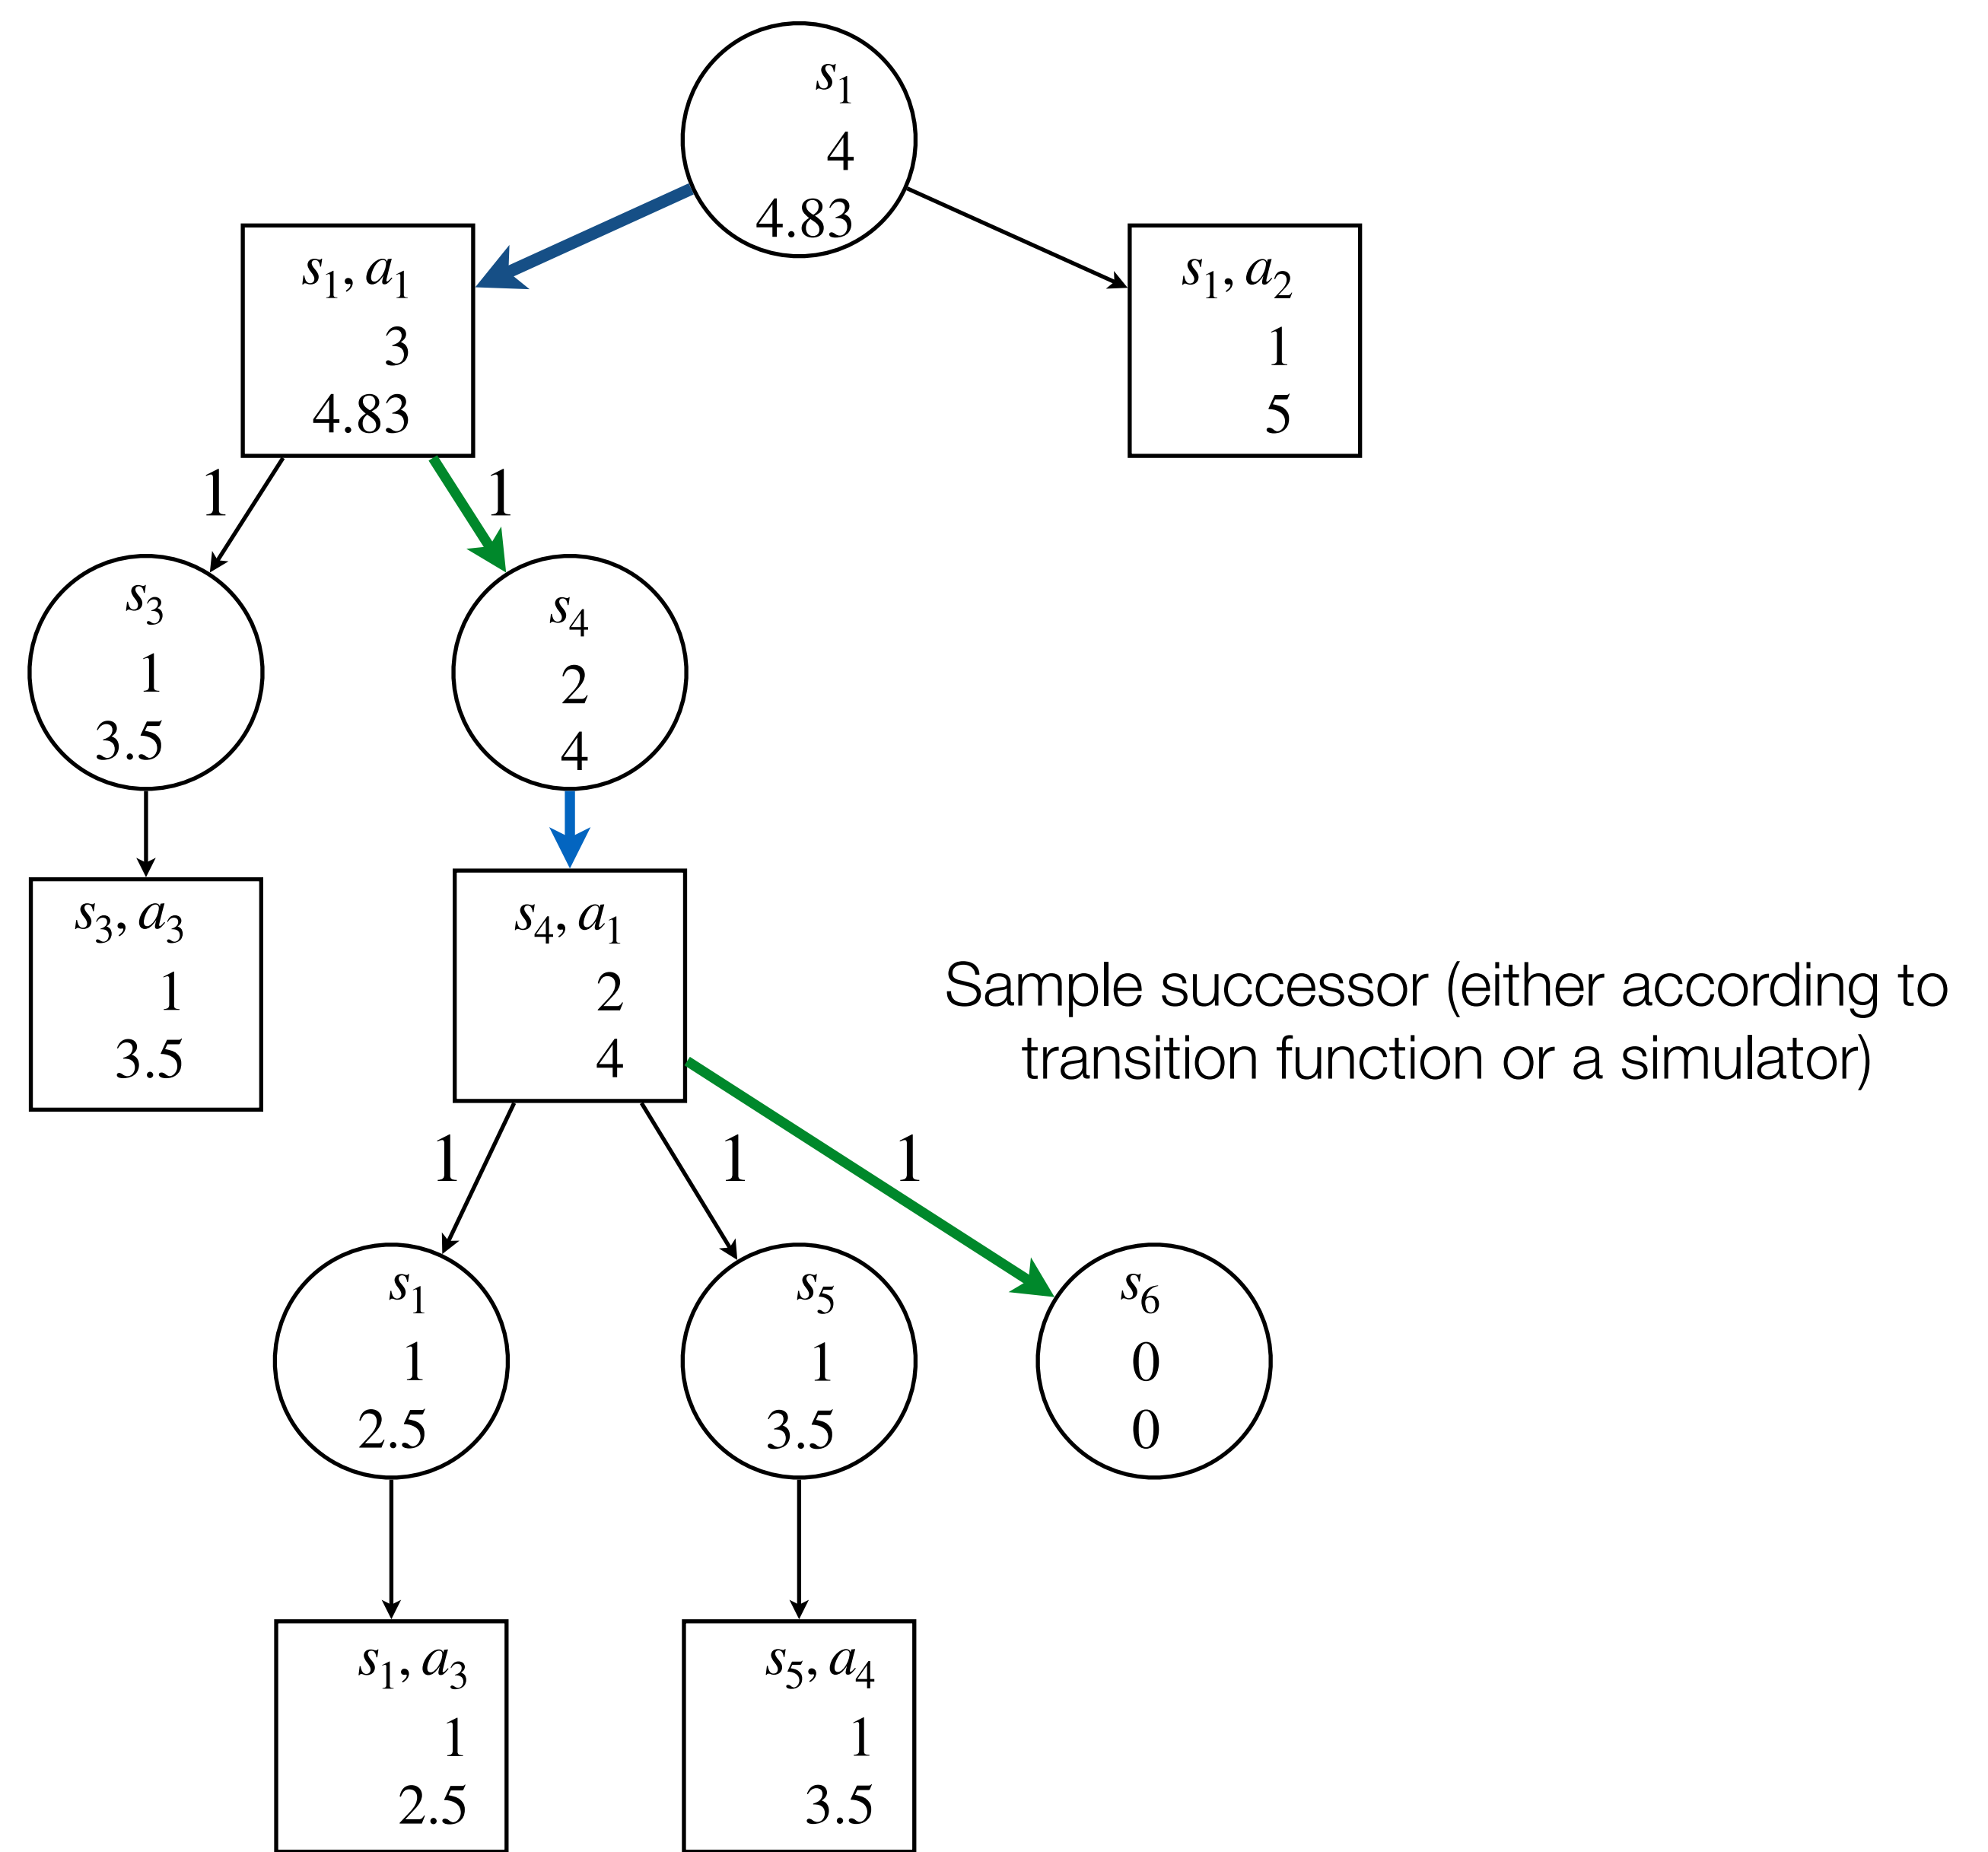 s₁
4
4.83
s₁, a₁
3
4.83
s₁, a₂
1
5
1
1
s₃
1
3.5
s₄
2
4
s₃, a₃
1
3.5
s₄, a₁
2
4
Sample successor (either according to
transition function or a simulator)
1
1
1
s₁
1
2.5
s₅
1
3.5
s₆
0
0
s₁, a₃
1
2.5
s₅, a₄
1
3.5